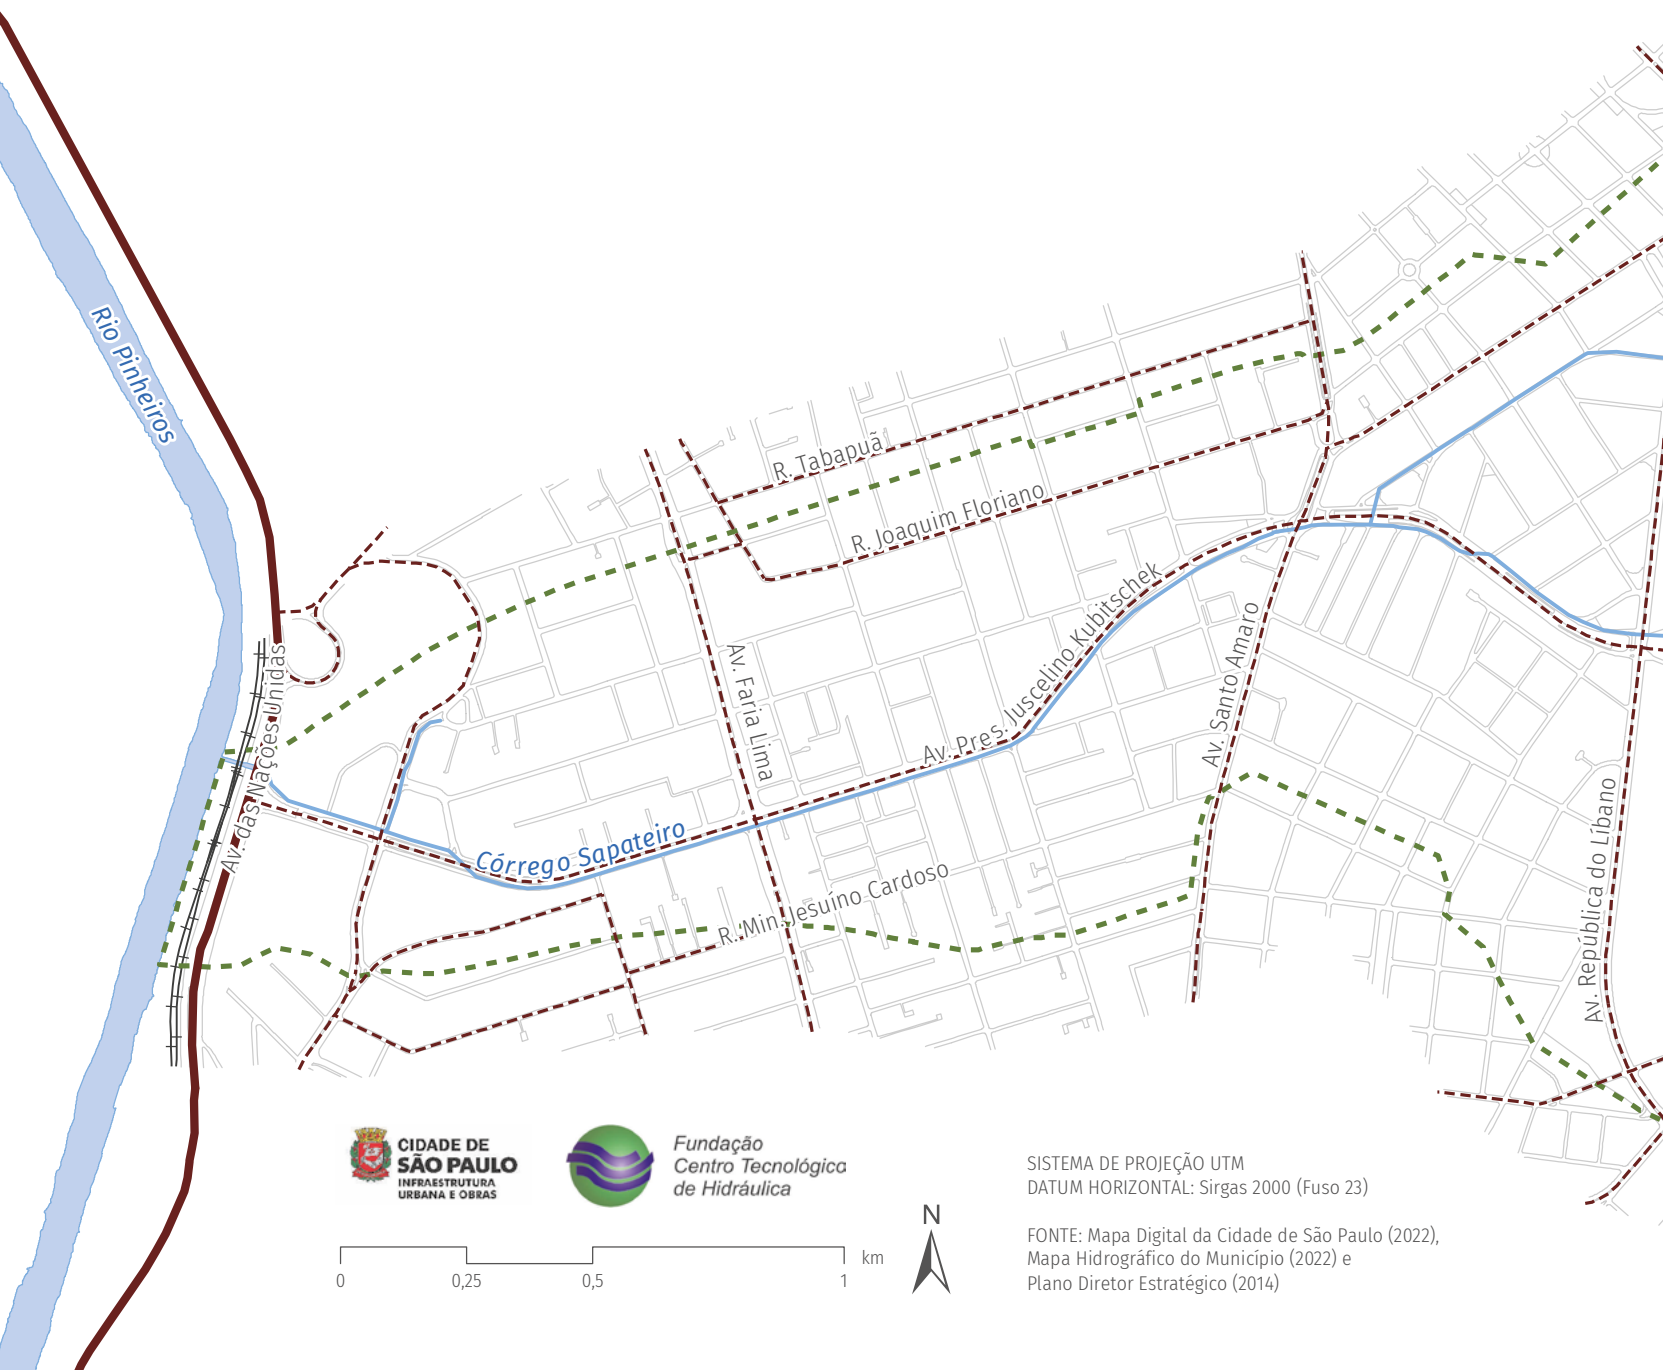 Rio Pinheiros
R. Tabapuã
R. Joaquim Floriano
Av. Pres. Juscelino Kubitschek
Av. Faria Lima
Av. Santo Amaro
Av. das Nações Unidas
Córrego Sapateiro
R. Min. Jesuíno Cardoso
Av. República do Líbano
CIDADE DE
SÃO PAULO
INFRAESTRUTURA
URBANA E OBRAS
Fundação
Centro Tecnológico
de Hidráulica
0 0,25 0,5 1 km
N
SISTEMA DE PROJEÇÃO UTM
DATUM HORIZONTAL: Sirgas 2000 (Fuso 23)
FONTE: Mapa Digital da Cidade de São Paulo (2022),
Mapa Hidrográfico do Município (2022) e
Plano Diretor Estratégico (2014)